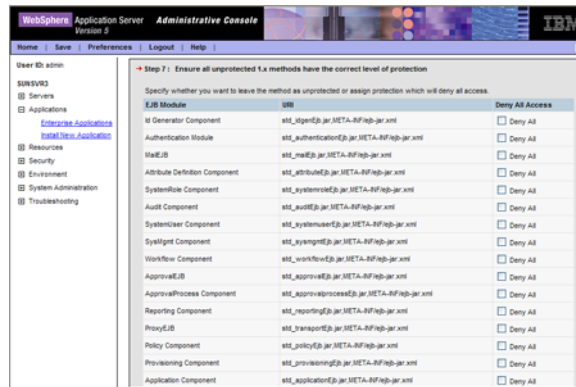 WebSphere Application Server Administrative Console
Version 5
IBM
Home | Save | Preferences | Logout | Help |
User ID: admin
SUNSVR3
Servers
Applications
Enterprise Applications
Install New Application
Resources
Security
Environment
System Administration
Troubleshooting
Step 7 : Ensure all unprotected 1.x methods have the correct level of protection
Specify whether you want to leave the method as unprotected or assign protection which will deny all access.
EJB Module URI Deny All Access
Id Generator Component std_idgenEjb.jar,META-INF/ejb-jar.xml Deny All
Authentication Module std_authenticationEjb.jar,META-INF/ejb-jar.xml Deny All
MailEJB std_mailEjb.jar,META-INF/ejb-jar.xml Deny All
Attribute Definition Component std_attributeEjb.jar,META-INF/ejb-jar.xml Deny All
SystemRole Component std_systemroleEjb.jar,META-INF/ejb-jar.xml Deny All
Audit Component std_auditEjb.jar,META-INF/ejb-jar.xml Deny All
SystemUser Component std_systemuserEjb.jar,META-INF/ejb-jar.xml Deny All
SysMgmt Component std_sysmgmtEjb.jar,META-INF/ejb-jar.xml Deny All
Workflow Component std_workflowEjb.jar,META-INF/ejb-jar.xml Deny All
ApprovalEJB std_approvalEjb.jar,META-INF/ejb-jar.xml Deny All
ApprovalProcess Component std_approvalprocessEjb.jar,META-INF/ejb-jar.xml Deny All
Reporting Component std_reportingEjb.jar,META-INF/ejb-jar.xml Deny All
ProxyEJB std_transportEjb.jar,META-INF/ejb-jar.xml Deny All
Policy Component std_policyEjb.jar,META-INF/ejb-jar.xml Deny All
Provisioning Component std_provisioningEjb.jar,META-INF/ejb-jar.xml Deny All
Application Component std_applicationEjb.jar,META-INF/ejb-jar.xml Deny All